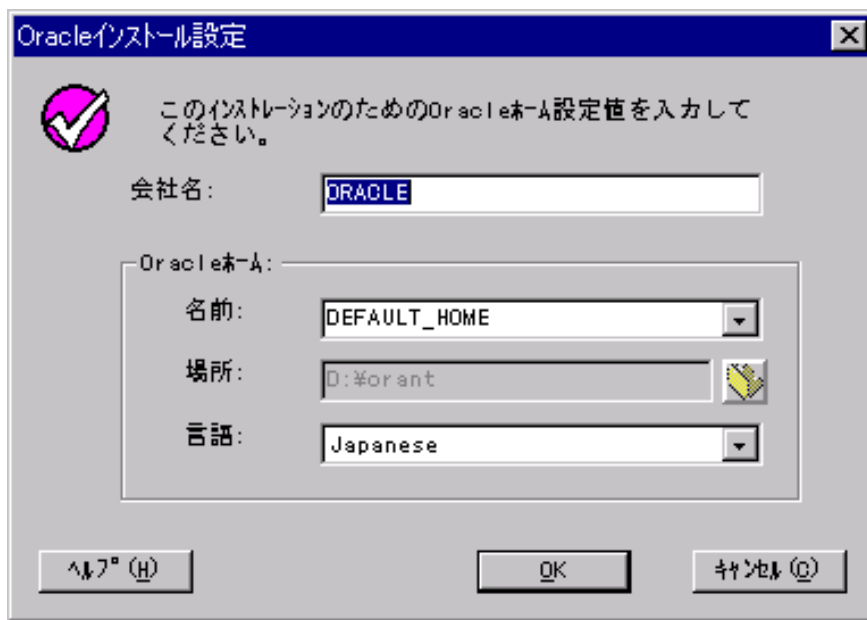 Oracleインストール設定
このインストレーションのためのOracleホーム設定値を入力して
ください。
会社名: ORACLE
Oracleホーム:
名前: DEFAULT_HOME
場所: D:¥orant
言語: Japanese
ヘルプ(H) OK キャンセル(C)